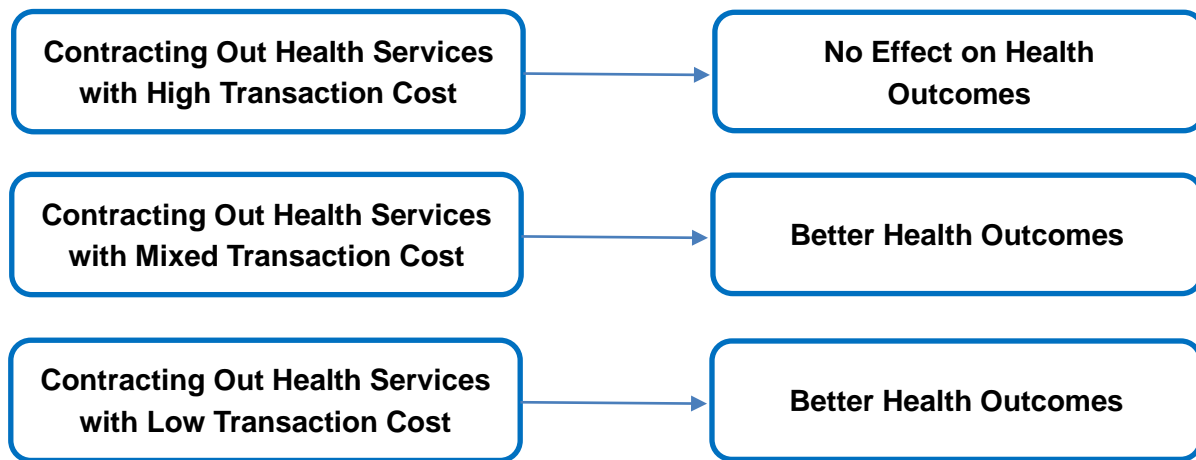 Contracting Out Health Services
with High Transaction Cost
No Effect on Health
Outcomes
Contracting Out Health Services
with Mixed Transaction Cost
Better Health Outcomes
Contracting Out Health Services
with Low Transaction Cost
Better Health Outcomes